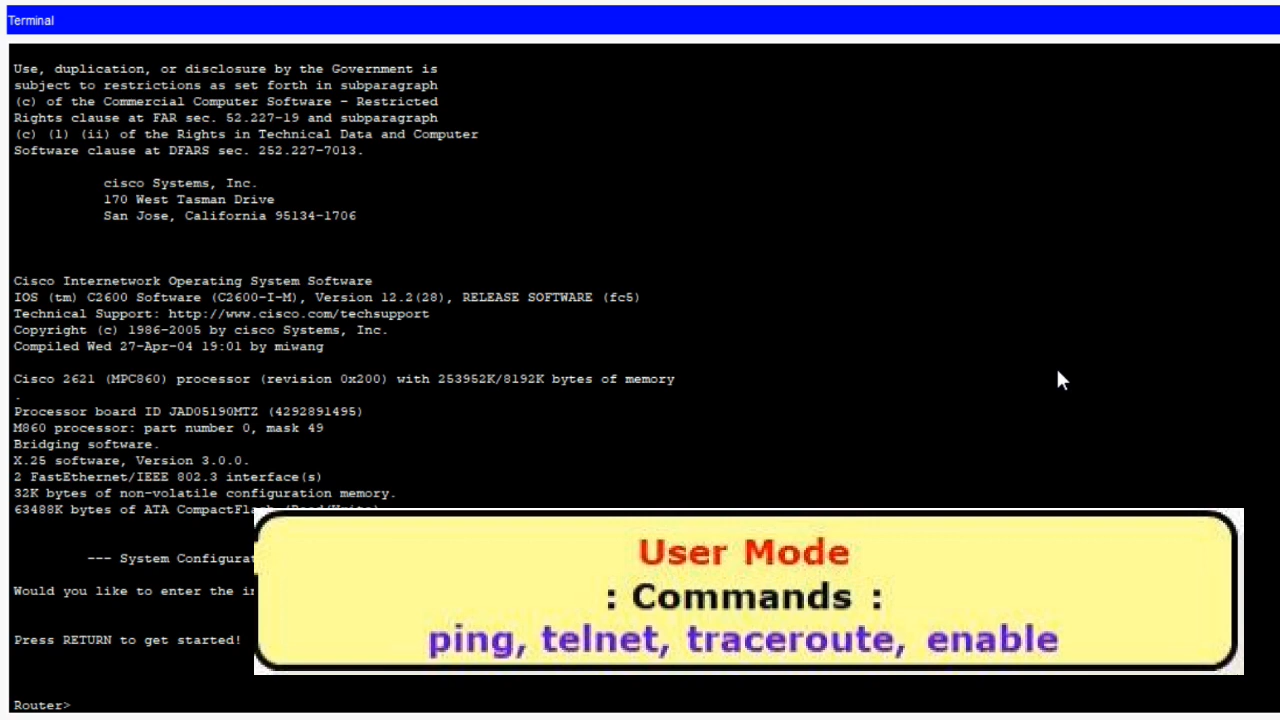 Terminal
Use, duplication, or disclosure by the Government is
subject to restrictions as set forth in subparagraph
(c) of the Commercial Computer Software - Restricted
Rights clause at FAR sec. 52.227-19 and subparagraph
(c) (1) (ii) of the Rights in Technical Data and Computer
Software clause at DFARS sec. 252.227-7013.
cisco Systems, Inc.
170 West Tasman Drive
San Jose, California 95134-1706
Cisco Internetwork Operating System Software
IOS (tm) C2600 Software (C2600-I-M), Version 12.2(28), RELEASE SOFTWARE (fc5)
Technical Support: http://www.cisco.com/techsupport
Copyright (c) 1986-2005 by cisco Systems, Inc.
Compiled Wed 27-Apr-04 19:01 by miwang
Cisco 2621 (MPC860) processor (revision 0x200) with 253952K/8192K bytes of memory
.
Processor board ID JAD05190MTZ (4292891495)
M860 processor: part number 0, mask 49
Bridging software.
X.25 software, Version 3.0.0.
2 FastEthernet/IEEE 802.3 interface(s)
32K bytes of non-volatile configuration memory.
63488K bytes of ATA
--- System
Would you like to enter the
Press RETURN to get started!
User Mode
: Commands :
ping, telnet, traceroute, enable
Router>